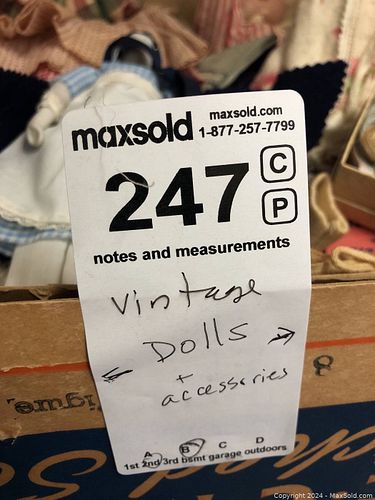 maxsold maxsold.com
1-877-257-7799
247 C
P
notes and measurements
Vintage
Dolls
+
accessories
A B C D
1st 2nd 3rd bsmt garage outdoors
8
Copyright 2024 - MaxSold.com